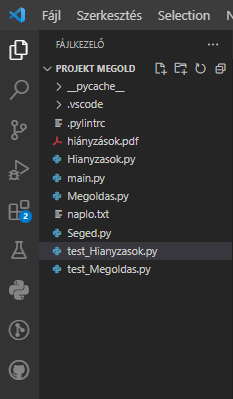 Fájl Szerkesztés Selection
FÁJLKEZELŐ
PROJEKT MEGOLD
__pycache__
.vscode
.pylintrc
hiányzások.pdf
Hianyzasok.py
main.py
Megoldas.py
naplo.txt
Seged.py
2
test_Hianyzasok.py
test_Megoldas.py